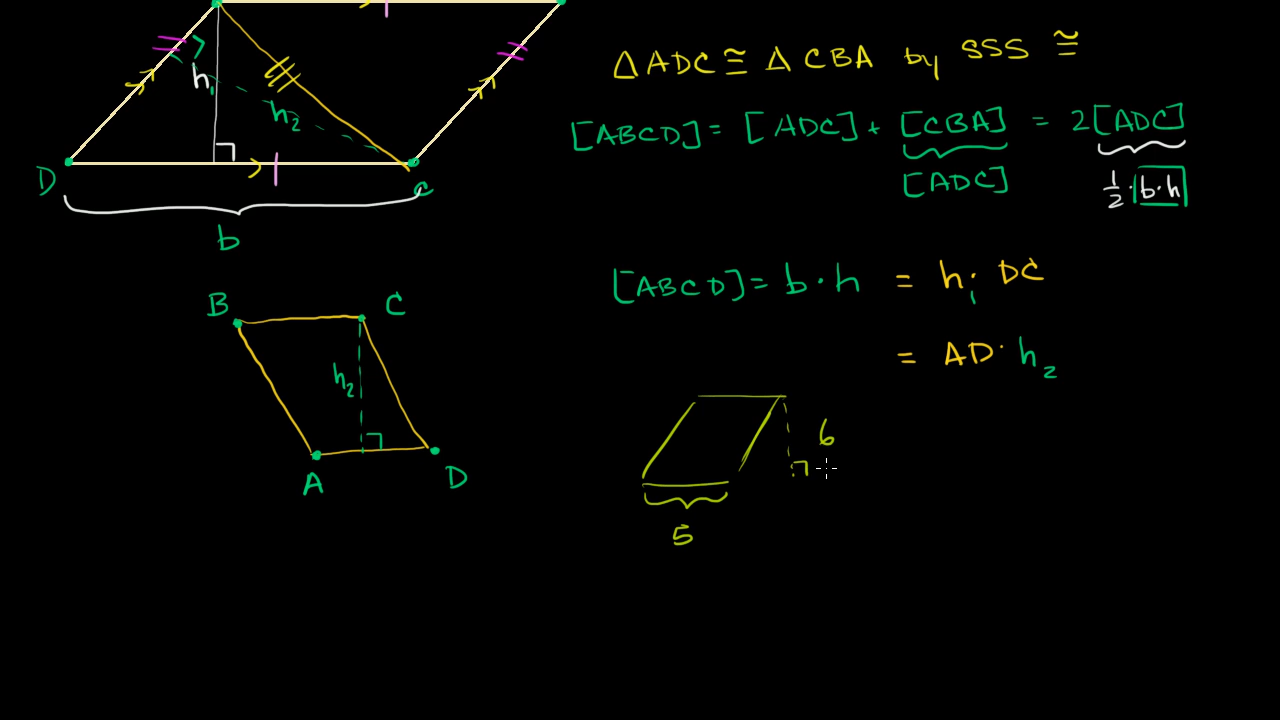 △ADC ≅ △CBA by SSS ≅
[ABCD] = [ADC] + [CBA] = 2[ADC]
[ADC]
1/2 · b · h
h₁
h₂
D
C
b
[ABCD] = b · h = h₁ · DC
= AD · h₂
B
C
h₂
A
D
6
5